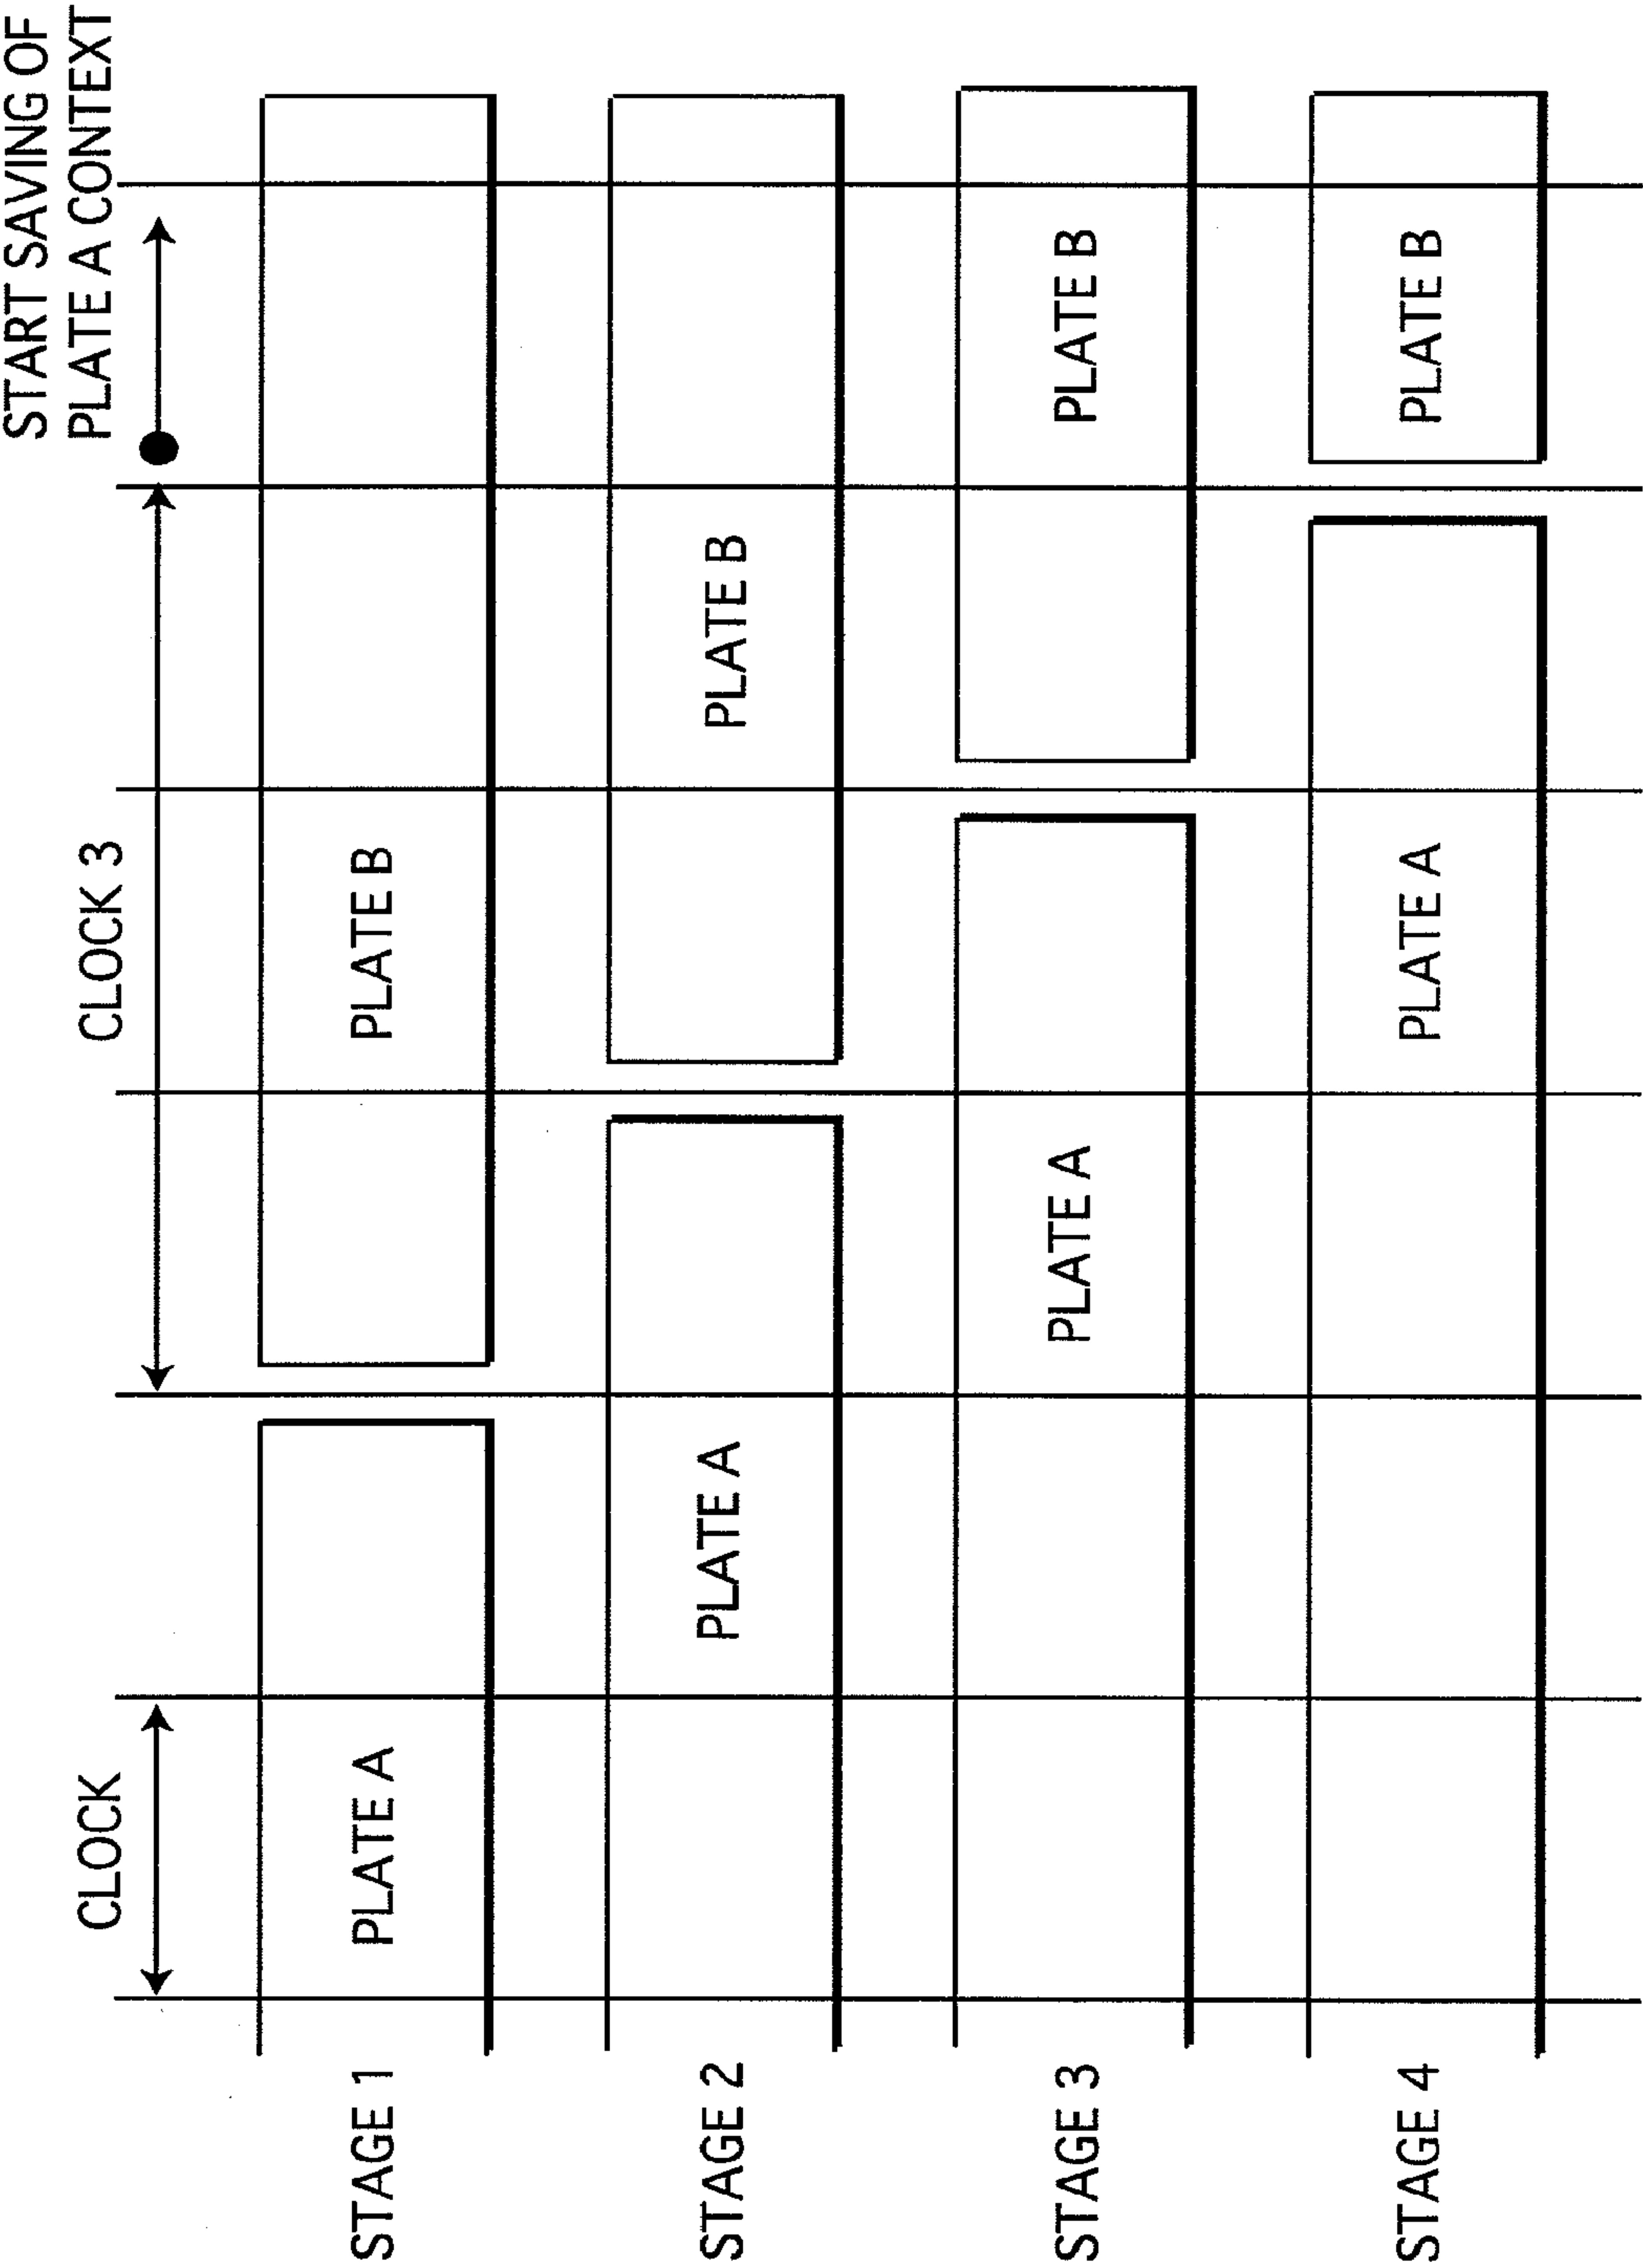 START SAVING OF
PLATE A CONTEXT
CLOCK
CLOCK 3
STAGE 1
PLATE A
PLATE B
STAGE 2
PLATE A
PLATE B
STAGE 3
PLATE A
PLATE B
STAGE 4
PLATE A
PLATE B